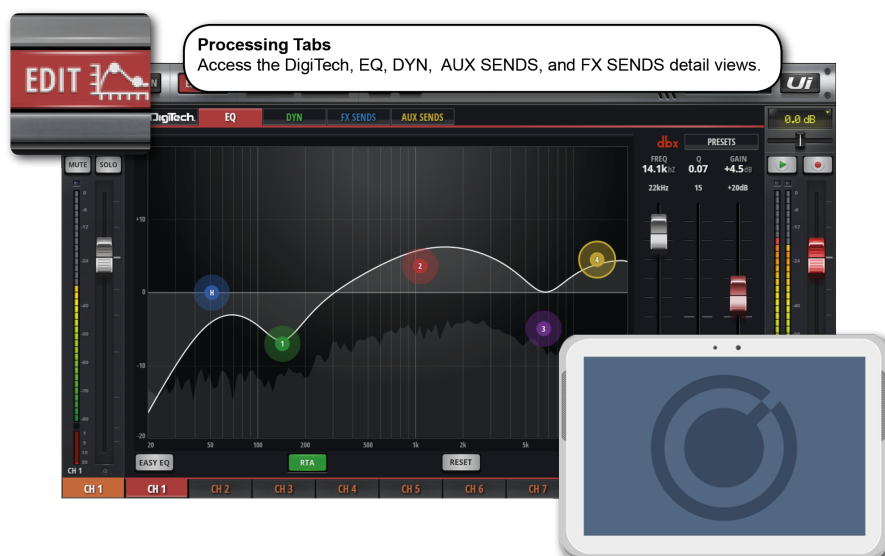 Processing Tabs
Access the DigiTech, EQ, DYN, AUX SENDS, and FX SENDS detail views.
EDIT
Ui
DigiTech EQ DYN FX SENDS AUX SENDS
0.0 dB
dbx PRESETS
MUTE SOLO
FREQ Q GAIN
14.1khZ 0.07 +4.5dB
22kHz 15 +20dB
+10
0
-10
-20
H
1
2
3
4
20 50 100 200 500 1k 2k 5k
EASY EQ RTA RESET
CH 1
CH 1 CH 1 CH 2 CH 3 CH 4 CH 5 CH 6 CH 7